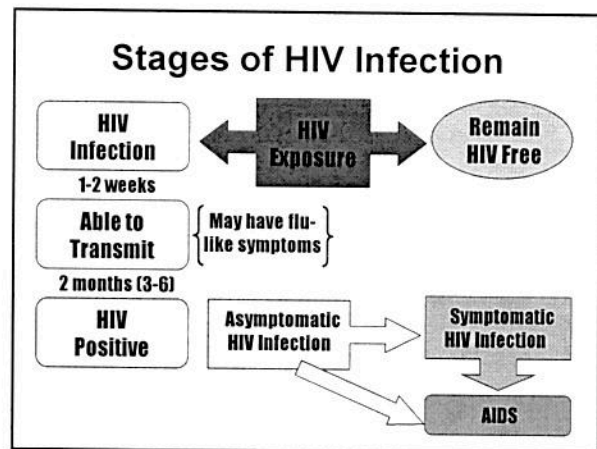 Stages of HIV Infection
HIV
Infection
HIV
Exposure
Remain
HIV Free
1-2 weeks
Able to
Transmit
May have flu-
like symptoms
2 months (3-6)
HIV
Positive
Asymptomatic
HIV Infection
Symptomatic
HIV Infection
AIDS